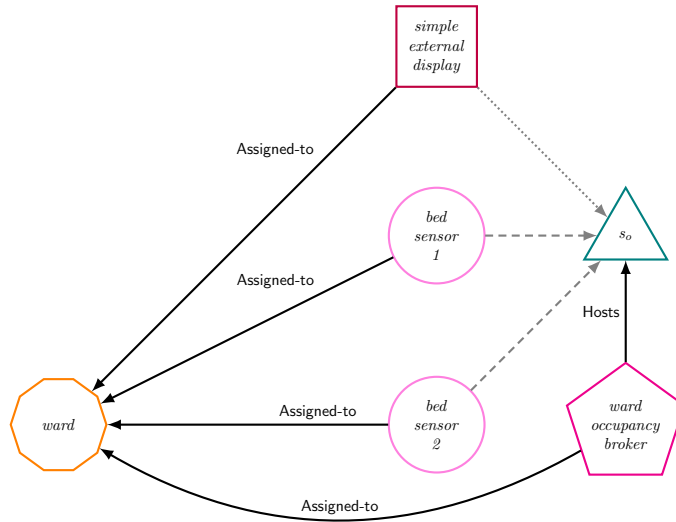 simple
external
display
Assigned-to
bed
sensor
1
s_o
Assigned-to
Hosts
ward
Assigned-to
bed
sensor
2
ward
occupancy
broker
Assigned-to